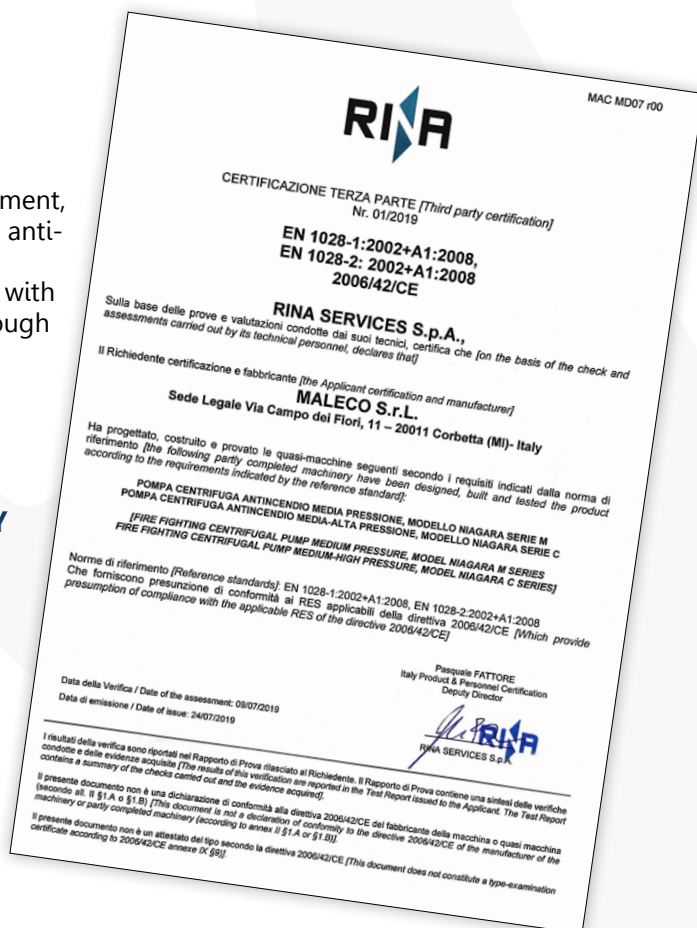 ment,
anti-
with
ough
Y
MAC MD07 r00
RINA
CERTIFICAZIONE TERZA PARTE [Third party certification]
Nr. 01/2019
EN 1028-1:2002+A1:2008,
EN 1028-2: 2002+A1:2008
2006/42/CE
RINA SERVICES S.p.A.,
Sulla base delle prove e valutazioni condotte dai suoi tecnici, certifica che [on the basis of the check and
assessments carried out by its technical personnel, declares that]
Il Richiedente certificazione e fabbricante [the Applicant certification and manufacturer]
MALECO S.r.L.
Sede Legale Via Campo dei Fiori, 11 – 20011 Corbetta (MI)- Italy
Ha progettato, costruito e provato le quasi-macchine seguenti secondo i requisiti indicati dalla norma di
riferimento [the following partly completed machinery have been designed, built and tested the product
according to the requirements indicated by the reference standard]:
POMPA CENTRIFUGA ANTINCENDIO MEDIA PRESSIONE, MODELLO NIAGARA SERIE M
POMPA CENTRIFUGA ANTINCENDIO MEDIA-ALTA PRESSIONE, MODELLO NIAGARA SERIE C
[FIRE FIGHTING CENTRIFUGAL PUMP MEDIUM PRESSURE, MODEL NIAGARA M SERIES
FIRE FIGHTING CENTRIFUGAL PUMP MEDIUM-HIGH PRESSURE, MODEL NIAGARA C SERIES]
Norme di riferimento [Reference standards]: EN 1028-1:2002+A1:2008, EN 1028-2:2002+A1:2008
Che forniscono presunzione di conformità ai RES applicabili della direttiva 2006/42/CE [Which provide
presumption of compliance with the applicable RES of the directive 2006/42/CE]
Pasquale FATTORE
Italy Product & Personnel Certification
Deputy Director
Data della Verifica / Date of the assessment: 09/07/2019
Data di emissione / Date of issue: 24/07/2019
RINA
RINA SERVICES S.p.A.
I risultati della verifica sono riportati nel Rapporto di Prova rilasciato al Richiedente. Il Rapporto di Prova contiene una sintesi delle verifiche
condotte e delle evidenze acquisite [The results of this verification are reported in the Test Report issued to the Applicant. The Test Report
contains a summary of the checks carried out and the evidence acquired].
Il presente documento non è una dichiarazione di conformità alla direttiva 2006/42/CE del fabbricante della macchina o quasi macchina
(secondo all. II §1.A o §1.B) [This document is not a declaration of conformity to the directive 2006/42/CE of the manufacturer of the
machinery or partly completed machinery (according to annex II §1.A or §1.B)].
Il presente documento non è un attestato del tipo secondo la direttiva 2006/42/CE [This document does not constitute a type-examination
certificate according to 2006/42/CE annexe IX §9)].